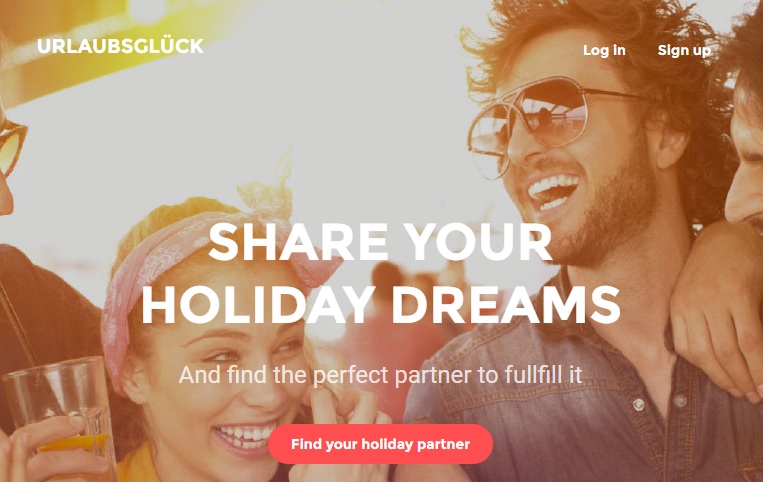 URLAUBSGLÜCK
Log in Sign up
SHARE YOUR
HOLIDAY DREAMS
And find the perfect partner to fullfill it
Find your holiday partner